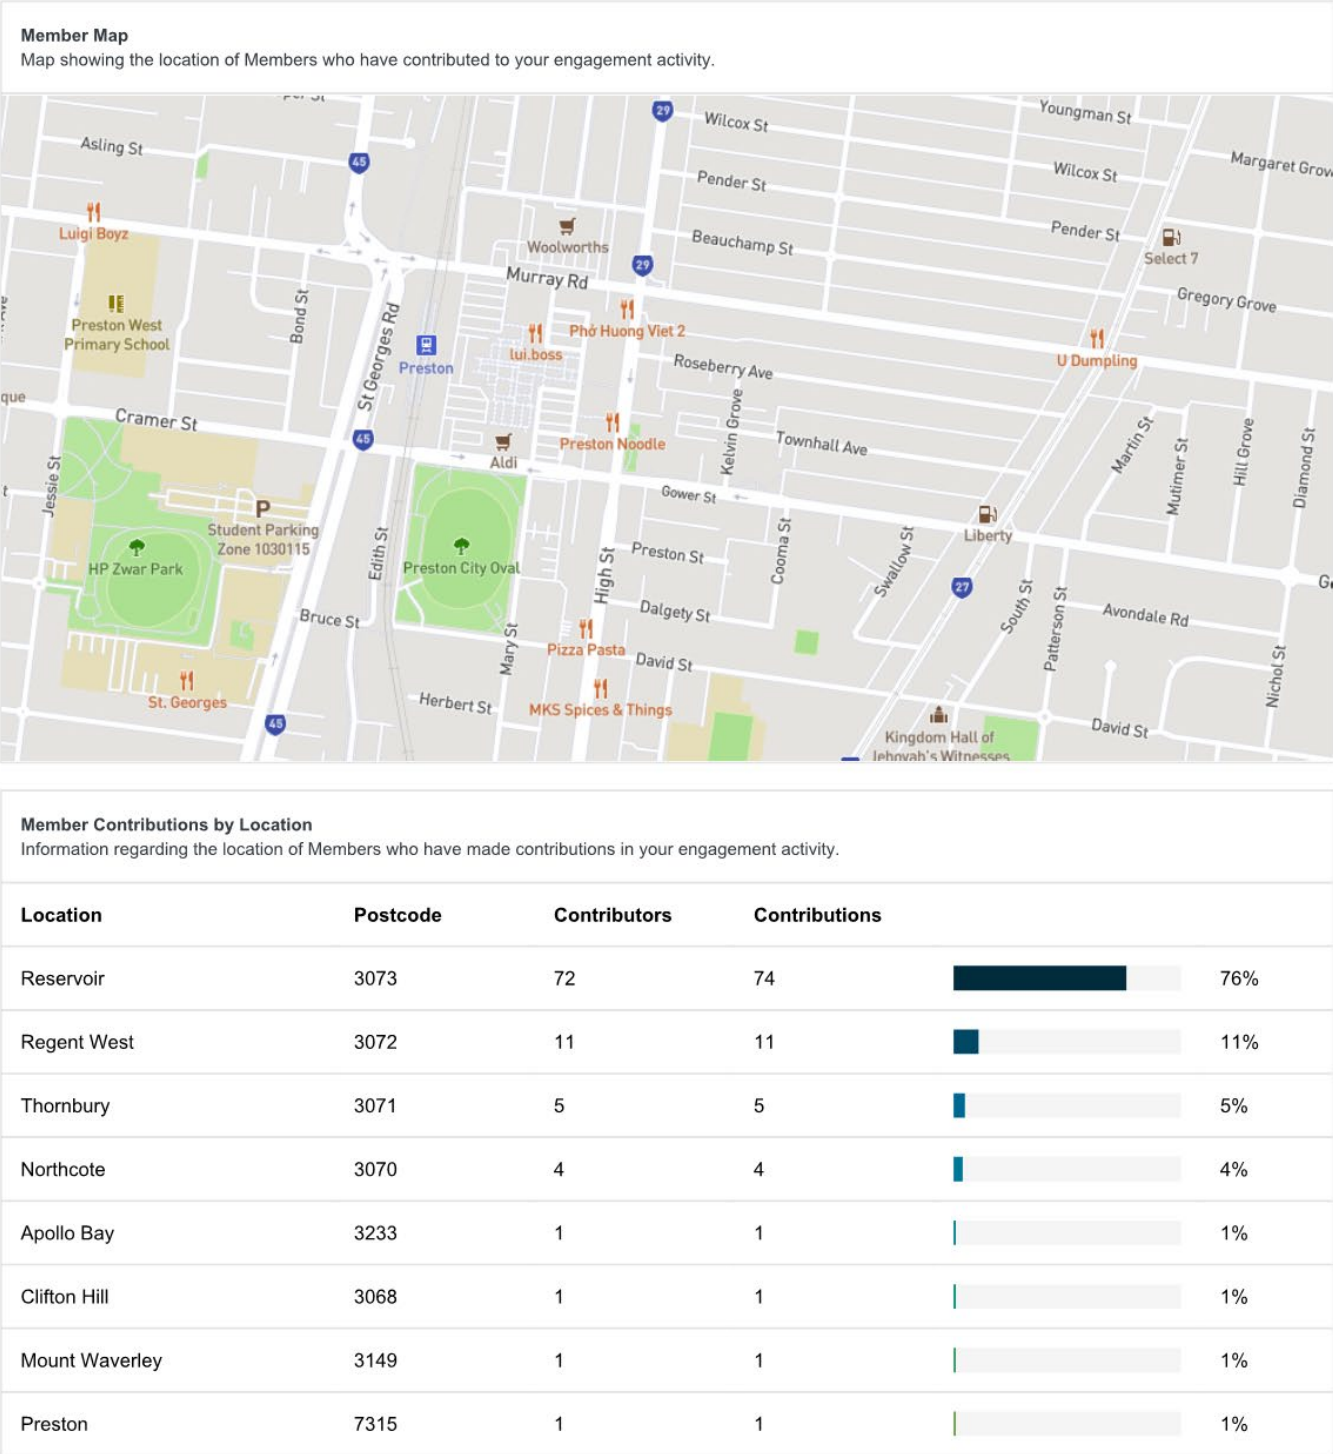 Member Map
Map showing the location of Members who have contributed to your engagement activity.
29
Wilcox St
Youngman St
Asling St
45
Wilcox St
Margaret Grov
Pender St
Luigi Boyz
Woolworths
Beauchamp St
Pender St
Select 7
29
Murray Rd
Gregory Grove
Preston West
Primary School
Bond St
St Georges Rd
Preston
lui.boss
Phở Huong Viet 2
U Dumpling
Roseberry Ave
que
Cramer St
45
Aldi
Preston Noodle
Kelvin Grove
Townhall Ave
Martin St
Mutimer St
Hill Grove
Diamond St
Jessie St
t
P
Student Parking
Zone 1030115
Gower St
Liberty
HP Zwar Park
Edith St
Preston City Oval
High St
Preston St
Cooma St
Swallow St
27
South St
Patterson St
G
Bruce St
Dalgety St
Avondale Rd
Mary St
Pizza Pasta
David St
Nichol St
St. Georges
Herbert St
MKS Spices & Things
45
Kingdom Hall of
Jehovah's Witnesses
David St
Member Contributions by Location
Information regarding the location of Members who have made contributions in your engagement activity.
Location Postcode Contributors Contributions
Reservoir 3073 72 74 76%
Regent West 3072 11 11 11%
Thornbury 3071 5 5 5%
Northcote 3070 4 4 4%
Apollo Bay 3233 1 1 1%
Clifton Hill 3068 1 1 1%
Mount Waverley 3149 1 1 1%
Preston 7315 1 1 1%